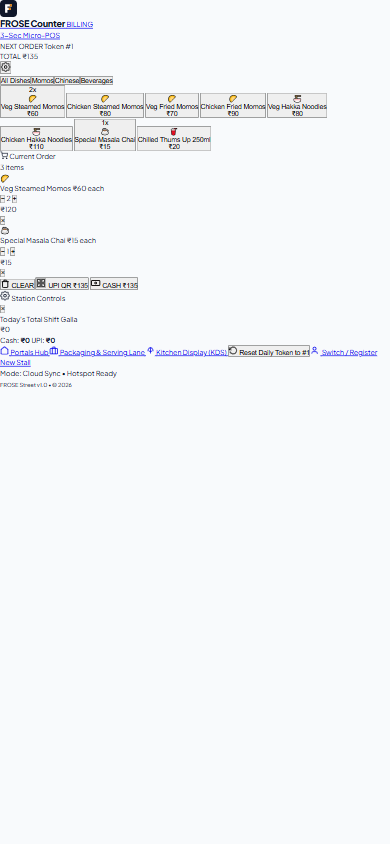 F
FROSE Counter BILLING
3-Sec Micro-POS
NEXT ORDER Token #1
TOTAL ₹135
All Dishes Momos Chinese Beverages
2x
Veg Steamed Momos Chicken Steamed Momos Veg Fried Momos Chicken Fried Momos Veg Hakka Noodles
₹60 ₹80 ₹70 ₹90 ₹80
1x
Chicken Hakka Noodles Special Masala Chai Chilled Thums Up 250ml
₹110 ₹15 ₹20
Current Order
3 items
Veg Steamed Momos ₹60 each
− 2 +
₹120
×
Special Masala Chai ₹15 each
− 1 +
₹15
×
CLEAR UPI QR ₹135 CASH ₹135
Station Controls
×
Today's Total Shift Galla
₹0
Cash: ₹0 UPI: ₹0
Portals Hub Packaging & Serving Lane Kitchen Display (KDS) Reset Daily Token to #1 Switch / Register
New Stall
Mode: Cloud Sync • Hotspot Ready
FROSE Street v1.0 • © 2026